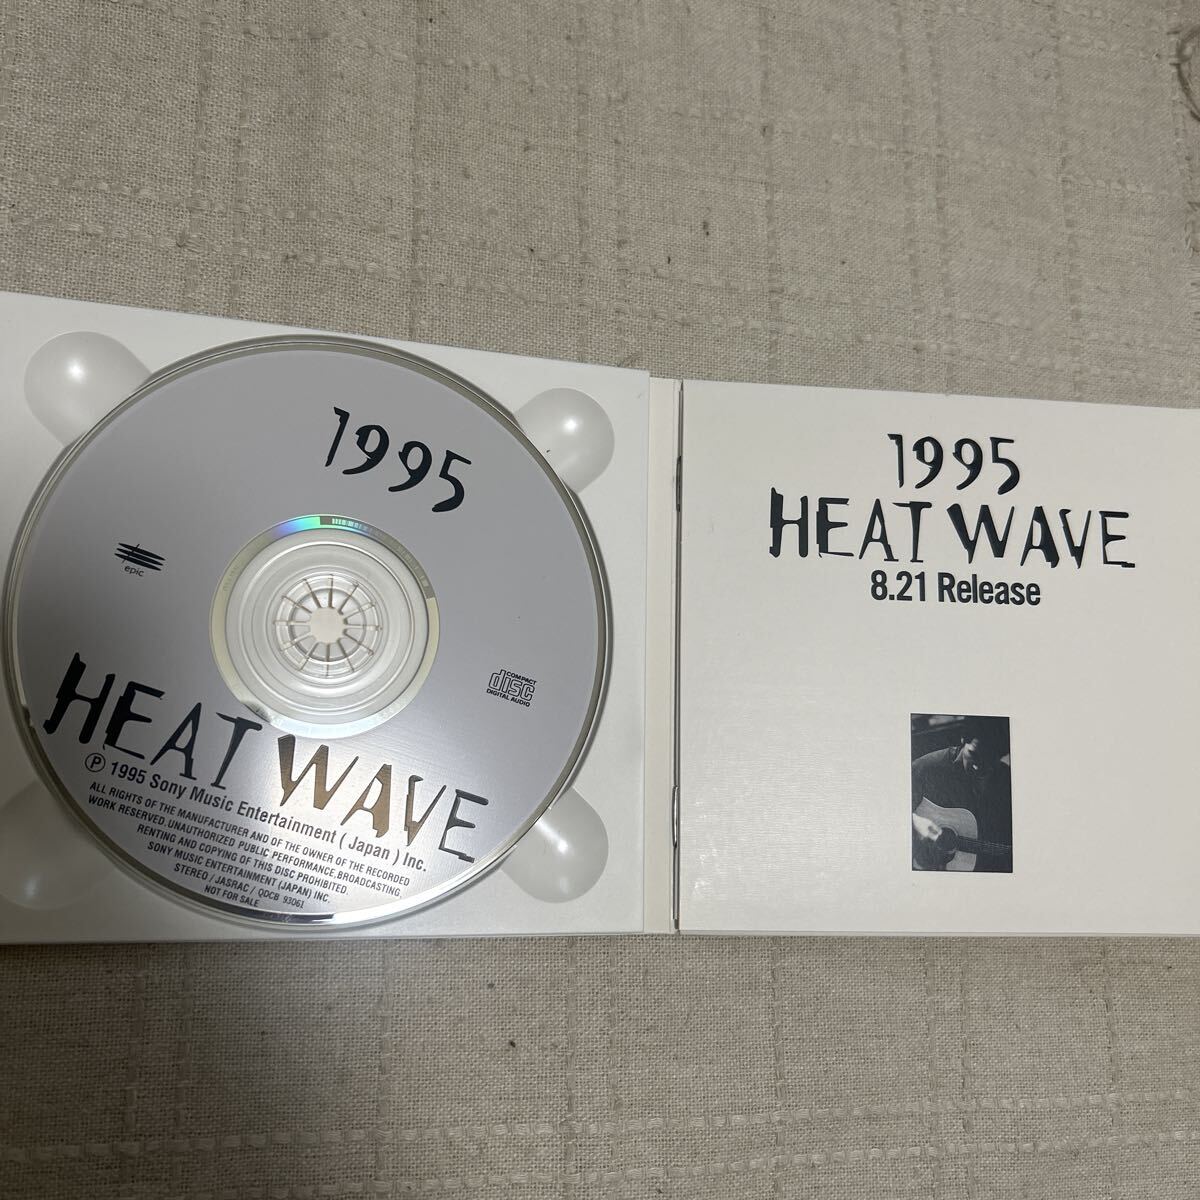 1995
epic
COMPACT
disc
DIGITAL AUDIO
HEAT WAVE
Ⓟ 1995 Sony Music Entertainment ( Japan ) Inc.
ALL RIGHTS OF THE MANUFACTURER AND OF THE OWNER OF THE RECORDED
WORK RESERVED.UNAUTHORIZED PUBLIC PERFORMANCE.BROADCASTING,
RENTING AND COPYING OF THIS DISC PROHIBITED.
SONY MUSIC ENTERTAINMENT (JAPAN) INC.
STEREO / JASRAC / QDCB 93061
NOT FOR SALE
1995
HEAT WAVE
8.21 Release